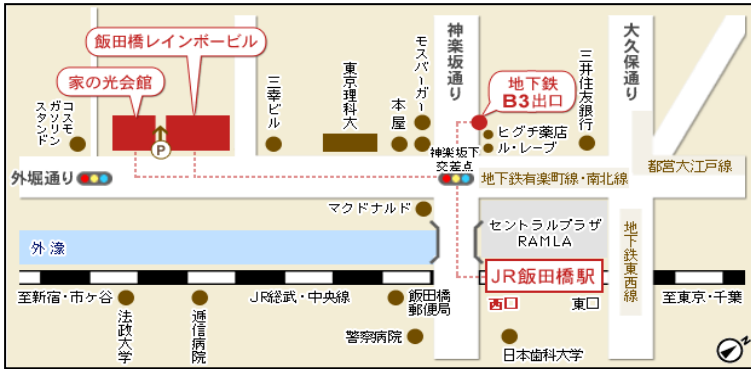 飯田橋レインボービル
家の光会館
コスモ
ガソリン
スタンド
P
三幸ビル
東京理科大
本屋
モスバーガー
神楽坂通り
地下鉄
B3出口
ヒグチ薬店
ル・レーブ
三井住友銀行
大久保通り
外堀通り
神楽坂下
交差点
地下鉄有楽町線・南北線
都営大江戸線
マクドナルド
セントラルプラザ
RAMLA
地下鉄東西線
外濠
JR飯田橋駅
西口
東口
至新宿・市ヶ谷
JR総武・中央線
飯田橋
郵便局
至東京・千葉
法政大学
逓信病院
警察病院
日本歯科大学
N